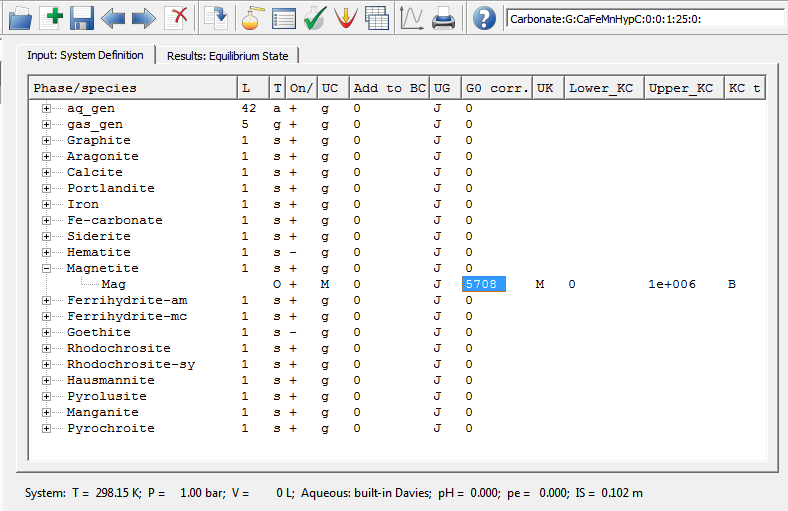 Carbonate:G:CaFeMnHypC:0:0:1:25:0:
Input: System Definition Results: Equilibrium State
Phase/species L T On/ UC Add to BC UG G0 corr. UK Lower_KC Upper_KC KC t
aq_gen 42 a + g 0 J 0
gas_gen 5 g + g 0 J 0
Graphite 1 s + g 0 J 0
Aragonite 1 s + g 0 J 0
Calcite 1 s + g 0 J 0
Portlandite 1 s + g 0 J 0
Iron 1 s + g 0 J 0
Fe-carbonate 1 s + g 0 J 0
Siderite 1 s + g 0 J 0
Hematite 1 s - g 0 J 0
Magnetite 1 s + g 0 J 0
Mag O + M 0 J 5708 M 0 1e+006 B
Ferrihydrite-am 1 s + g 0 J 0
Ferrihydrite-mc 1 s + g 0 J 0
Goethite 1 s - g 0 J 0
Rhodochrosite 1 s + g 0 J 0
Rhodochrosite-sy 1 s + g 0 J 0
Hausmannite 1 s + g 0 J 0
Pyrolusite 1 s + g 0 J 0
Manganite 1 s + g 0 J 0
Pyrochroite 1 s + g 0 J 0
System: T = 298.15 K; P = 1.00 bar; V = 0 L; Aqueous: built-in Davies; pH = 0.000; pe = 0.000; IS = 0.102 m